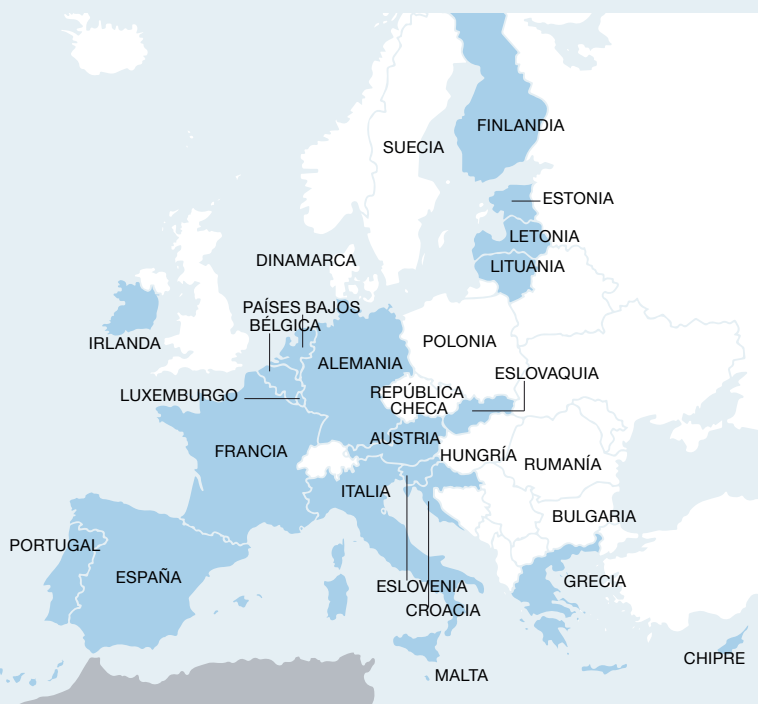 FINLANDIA
SUECIA
ESTONIA
LETONIA
DINAMARCA
LITUANIA
PAÍSES BAJOS
BÉLGICA
IRLANDA
POLONIA
ALEMANIA
ESLOVAQUIA
LUXEMBURGO
REPÚBLICA
CHECA
AUSTRIA
FRANCIA
HUNGRÍA
RUMANÍA
ITALIA
BULGARIA
PORTUGAL
ESPAÑA
ESLOVENIA
GRECIA
CROACIA
CHIPRE
MALTA